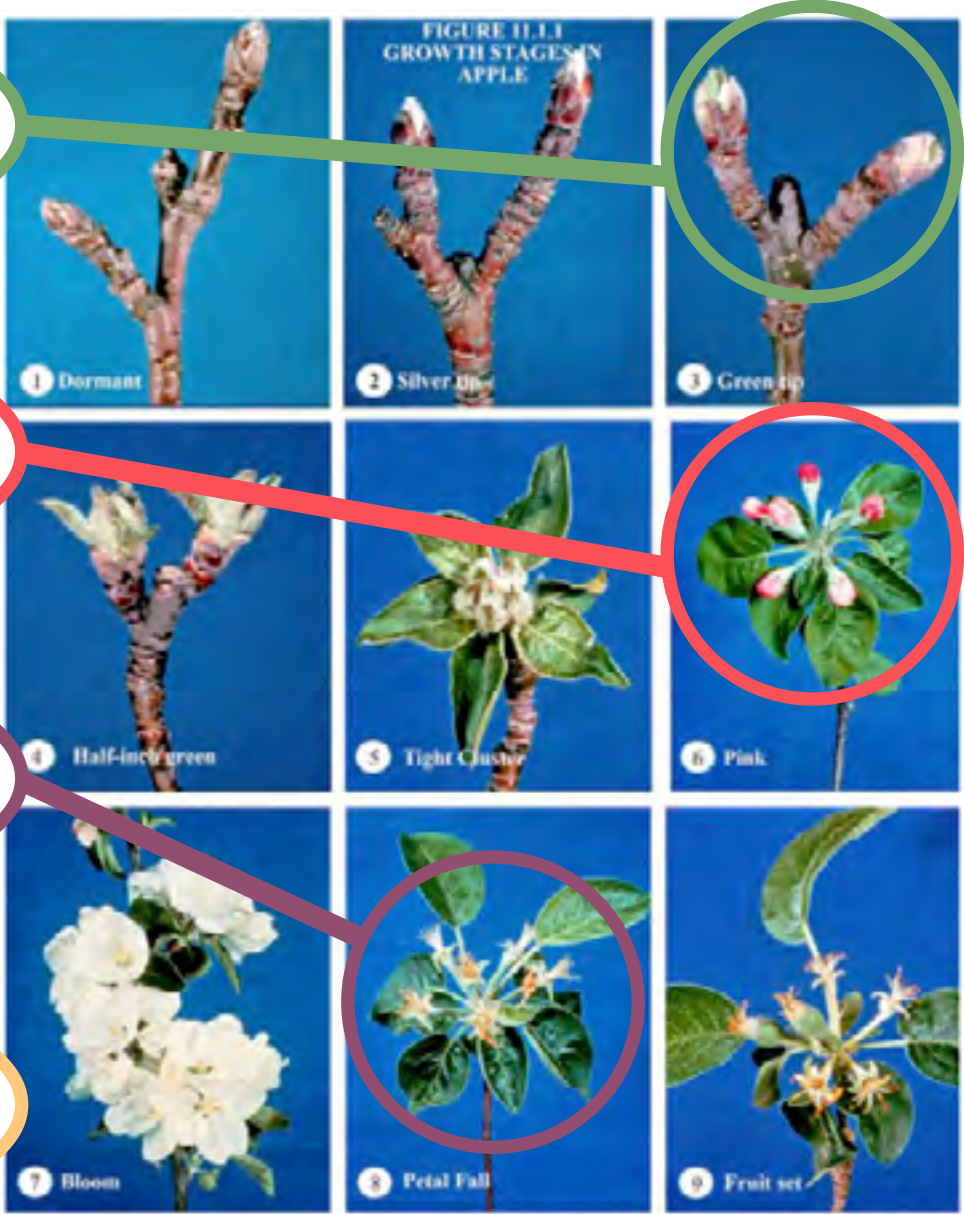 FIGURE 11.1.1
GROWTH STAGES IN
APPLE
1 Dormant
2 Silver tip
3 Green tip
4 Half-inch green
5 Tight Cluster
6 Pink
7 Bloom
8 Petal Fall
9 Fruit set